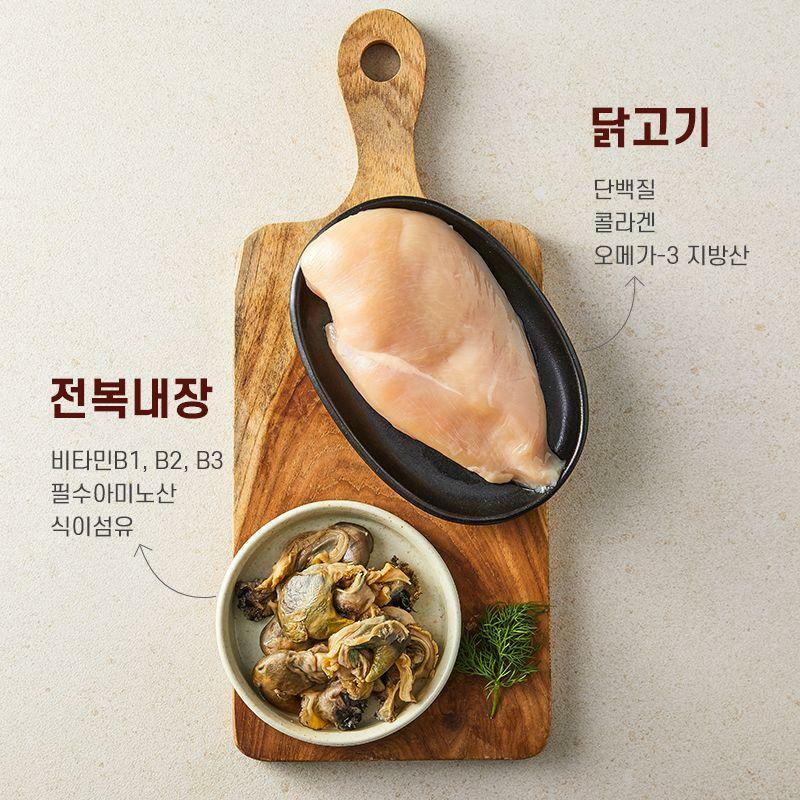 닭고기
단백질
콜라겐
오메가-3 지방산
전복내장
비타민B1, B2, B3
필수아미노산
식이섬유